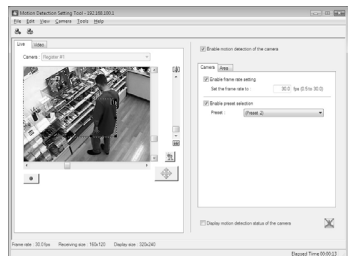 Motion Detection Setting Tool - 192.168.100.1
File Edit View Camera Tools Help
Live Video
Camera: Register #1
Enable motion detection of the camera
Camera Area
Enable frame rate setting
Set the frame rate to : 30.0 fps (0.1 to 30.0)
Enable preset selection
Preset : (Preset 2)
Display motion detection status of the camera
Frame rate : 30.0 fps Receiving size : 160x120 Display size : 320x240
Elapsed Time 00:00:13